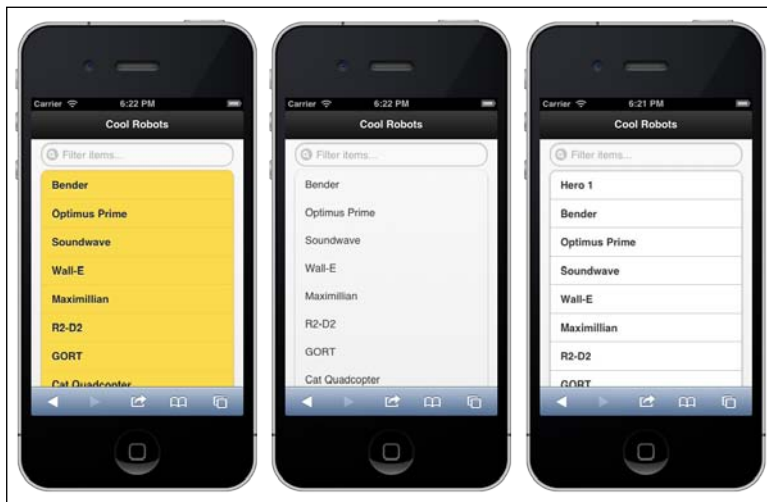 Carrier 6:22 PM
Cool Robots
Filter items...
Bender
Optimus Prime
Soundwave
Wall-E
Maximillian
R2-D2
GORT
Cat Quadcopter
Carrier 6:22 PM
Cool Robots
Filter items...
Bender
Optimus Prime
Soundwave
Wall-E
Maximillian
R2-D2
GORT
Cat Quadcopter
Carrier 6:21 PM
Cool Robots
Filter items...
Hero 1
Bender
Optimus Prime
Soundwave
Wall-E
Maximillian
R2-D2
GORT